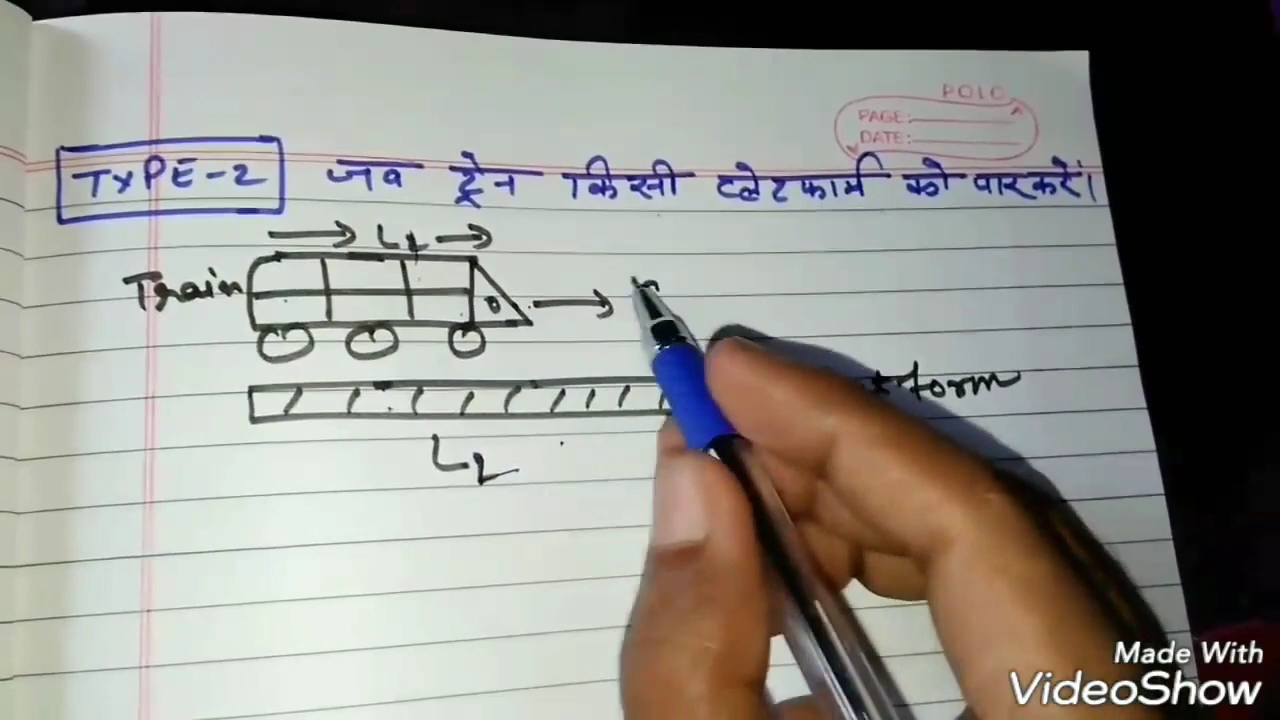 POLO
PAGE:
DATE:
TYPE-2 जब ट्रेन किसी प्लेटफार्म को पार करें।
L1
Train
form
L2
Made With
VideoShow